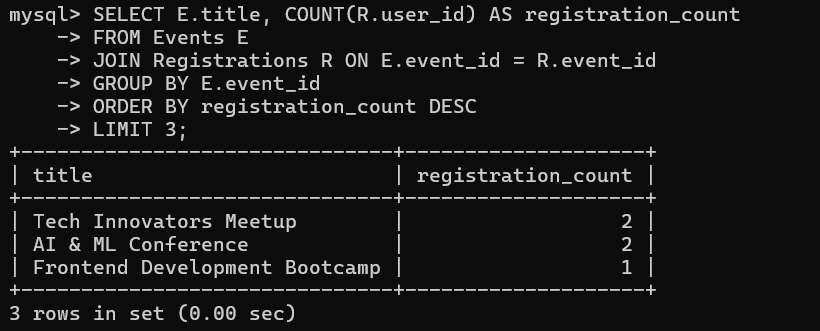 mysql> SELECT E.title, COUNT(R.user_id) AS registration_count
    -> FROM Events E
    -> JOIN Registrations R ON E.event_id = R.event_id
    -> GROUP BY E.event_id
    -> ORDER BY registration_count DESC
    -> LIMIT 3;
+-------------------------------+--------------------+
| title                         | registration_count |
+-------------------------------+--------------------+
| Tech Innovators Meetup        |                  2 |
| AI & ML Conference            |                  2 |
| Frontend Development Bootcamp |                  1 |
+-------------------------------+--------------------+
3 rows in set (0.00 sec)